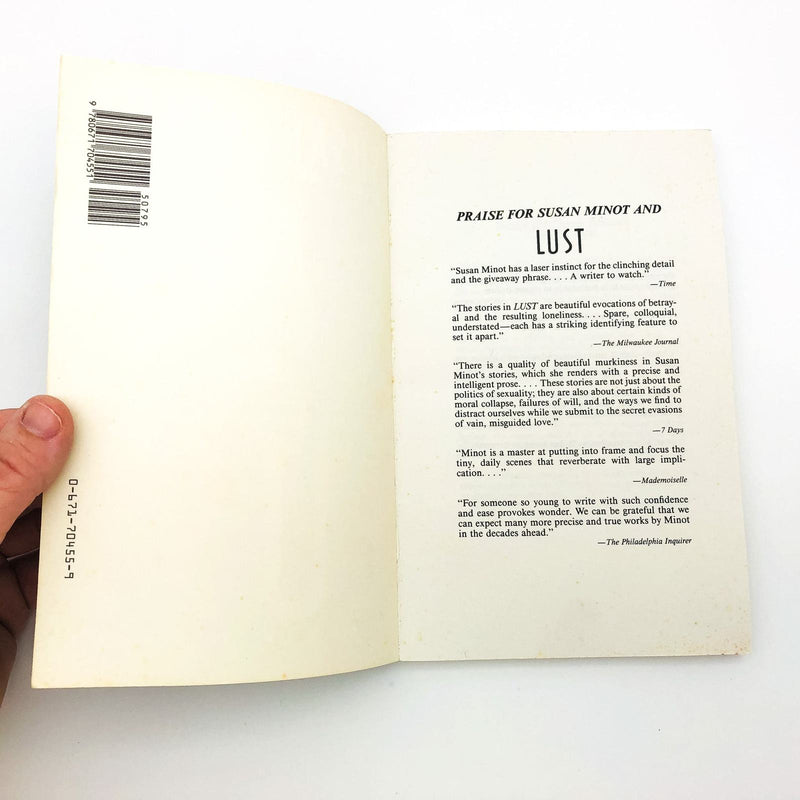 9 780671 704551
50795
0-671-70455-9
PRAISE FOR SUSAN MINOT AND
LUST
“Susan Minot has a laser instinct for the clinching detail
and the giveaway phrase. . . . A writer to watch.”
—Time
“The stories in LUST are beautiful evocations of betray-
al and the resulting loneliness. . . . Spare, colloquial,
understated—each has a striking identifying feature to
set it apart.”
—The Milwaukee Journal
“There is a quality of beautiful murkiness in Susan
Minot’s stories, which she renders with a precise and
intelligent prose. . . . These stories are not just about the
politics of sexuality; they are also about certain kinds of
moral collapse, failures of will, and the ways we find to
distract ourselves while we submit to the secret evasions
of vain, misguided love.”
—7 Days
“Minot is a master at putting into frame and focus the
tiny, daily scenes that reverberate with large impli-
cation. . . .”
—Mademoiselle
“For someone so young to write with such confidence
and ease provokes wonder. We can be grateful that we
can expect many more precise and true works by Minot
in the decades ahead.”
—The Philadelphia Inquirer